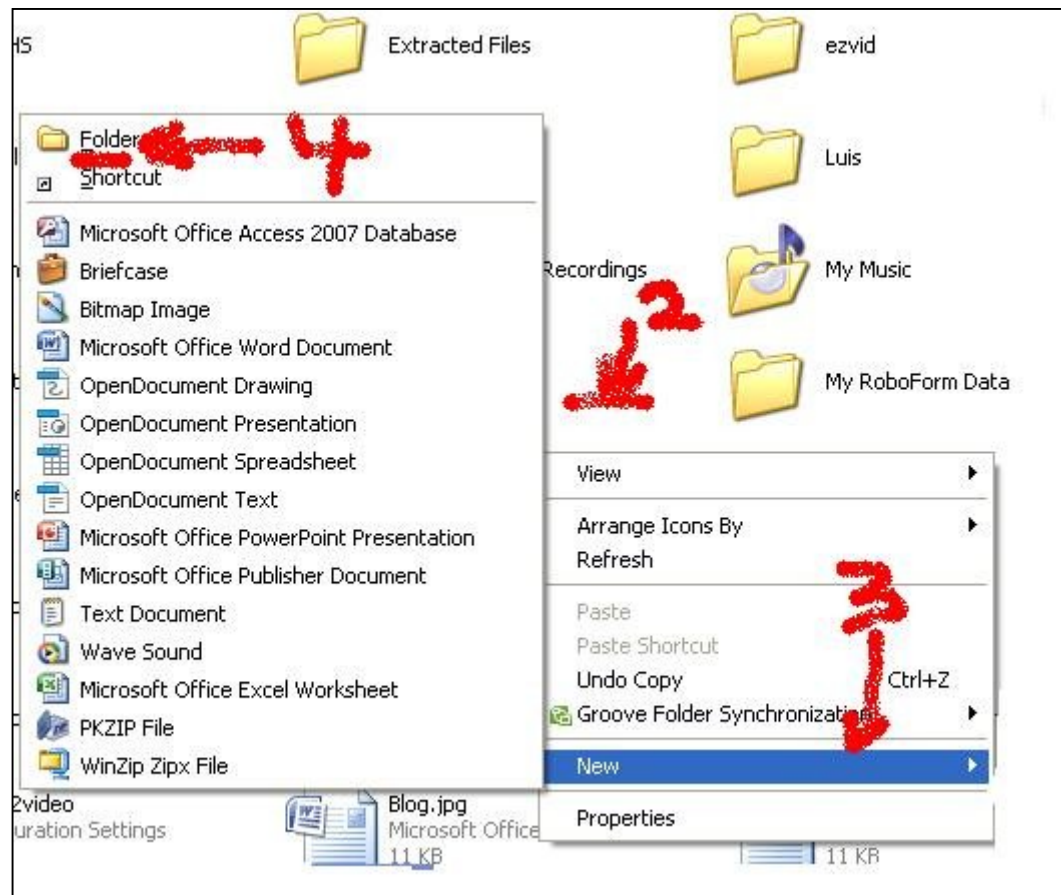 HS
Extracted Files
ezvid
Folder
4
Shortcut
Luis
Microsoft Office Access 2007 Database
Briefcase
Recordings
My Music
Bitmap Image
2
Microsoft Office Word Document
OpenDocument Drawing
My RoboForm Data
OpenDocument Presentation
OpenDocument Spreadsheet
OpenDocument Text
Microsoft Office PowerPoint Presentation
Microsoft Office Publisher Document
Text Document
Wave Sound
Microsoft Office Excel Worksheet
PKZIP File
WinZip Zipx File
View
Arrange Icons By
Refresh
3
Paste
Paste Shortcut
Undo Copy Ctrl+Z
Groove Folder Synchronization
New
Properties
2video
uration Settings
Blog.jpg
Microsoft Office
11 KB
11 KB